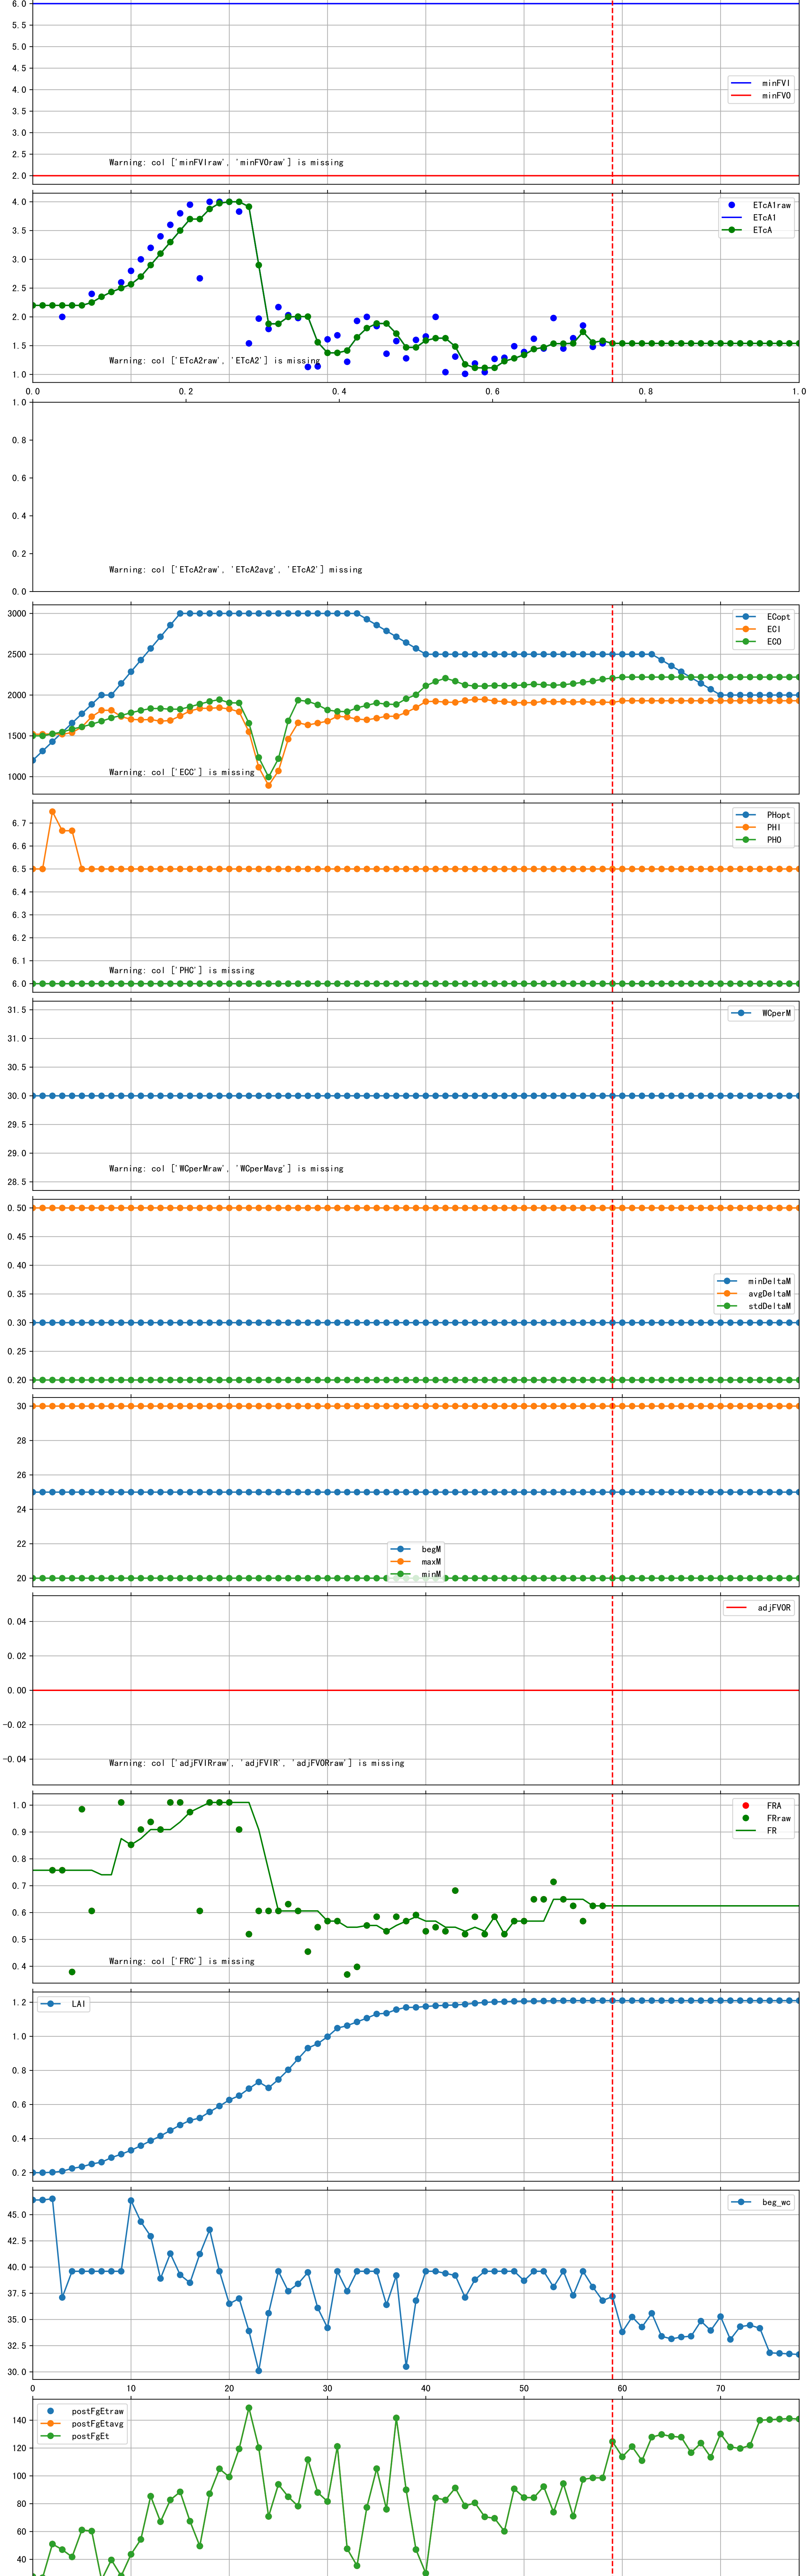 6.0
5.5
5.0
4.5
4.0
3.5
3.0
2.5
2.0
minFVI
minFVO
Warning: col ['minFVIraw', 'minFVOraw'] is missing
4.0
3.5
3.0
2.5
2.0
1.5
1.0
ETcA1raw
ETcA1
ETcA
Warning: col ['ETcA2raw', 'ETcA2'] is missing
0.0 0.2 0.4 0.6 0.8 1.0
1.0
0.8
0.6
0.4
0.2
0.0
Warning: col ['ETcA2raw', 'ETcA2avg', 'ETcA2'] missing
3000
2500
2000
1500
1000
ECopt
ECI
ECO
Warning: col ['ECC'] is missing
6.7
6.6
6.5
6.4
6.3
6.2
6.1
6.0
PHopt
PHI
PHO
Warning: col ['PHC'] is missing
31.5
31.0
30.5
30.0
29.5
29.0
28.5
WCperM
Warning: col ['WCperMraw', 'WCperMavg'] is missing
0.50
0.45
0.40
0.35
0.30
0.25
0.20
minDeltaM
avgDeltaM
stdDeltaM
30
28
26
24
22
20
begM
maxM
minM
0.04
0.02
0.00
−0.02
−0.04
adjFVOR
Warning: col ['adjFVIRraw', 'adjFVIR', 'adjFVORraw'] is missing
1.0
0.9
0.8
0.7
0.6
0.5
0.4
FRA
FRraw
FR
Warning: col ['FRC'] is missing
1.2
1.0
0.8
0.6
0.4
0.2
LAI
45.0
42.5
40.0
37.5
35.0
32.5
30.0
beg_wc
0 10 20 30 40 50 60 70
140
120
100
80
60
40
postFgEtraw
postFgEtavg
postFgEt